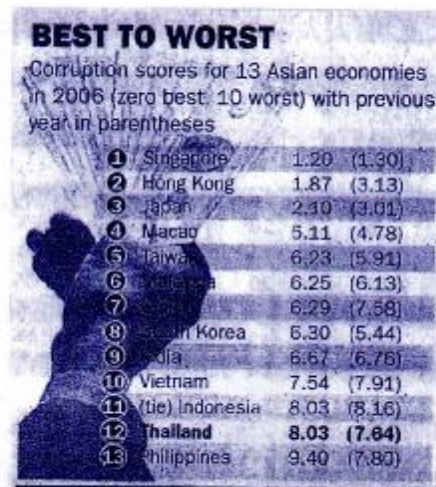 BEST TO WORST
Corruption scores for 13 Asian economies
in 2006 (zero best, 10 worst) with previous
year in parentheses
1 Singapore 1.20 (1.30)
2 Hong Kong 1.87 (3.13)
3 Japan 2.10 (3.01)
4 Macao 5.11 (4.78)
5 Taiwan 6.23 (5.91)
6 6.25 (6.13)
7 6.29 (7.58)
8 South Korea 6.30 (5.44)
9 India 6.67 (6.76)
10 Vietnam 7.54 (7.91)
11 (tie) Indonesia 8.03 (8.16)
12 Thailand 8.03 (7.64)
13 Philippines 9.40 (7.80)